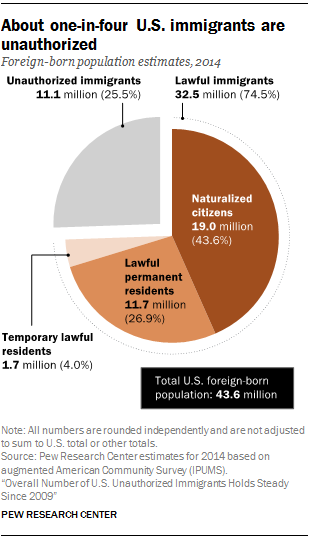 About one-in-four U.S. immigrants are
unauthorized
Foreign-born population estimates, 2014
Unauthorized immigrants
11.1 million (25.5%)
Lawful immigrants
32.5 million (74.5%)
Naturalized
citizens
19.0 million
(43.6%)
Lawful
permanent
residents
11.7 million
(26.9%)
Temporary lawful
residents
1.7 million (4.0%)
Total U.S. foreign-born
population: 43.6 million
Note: All numbers are rounded independently and are not adjusted
to sum to U.S. total or other totals.
Source: Pew Research Center estimates for 2014 based on
augmented American Community Survey (IPUMS).
“Overall Number of U.S. Unauthorized Immigrants Holds Steady
Since 2009”
PEW RESEARCH CENTER